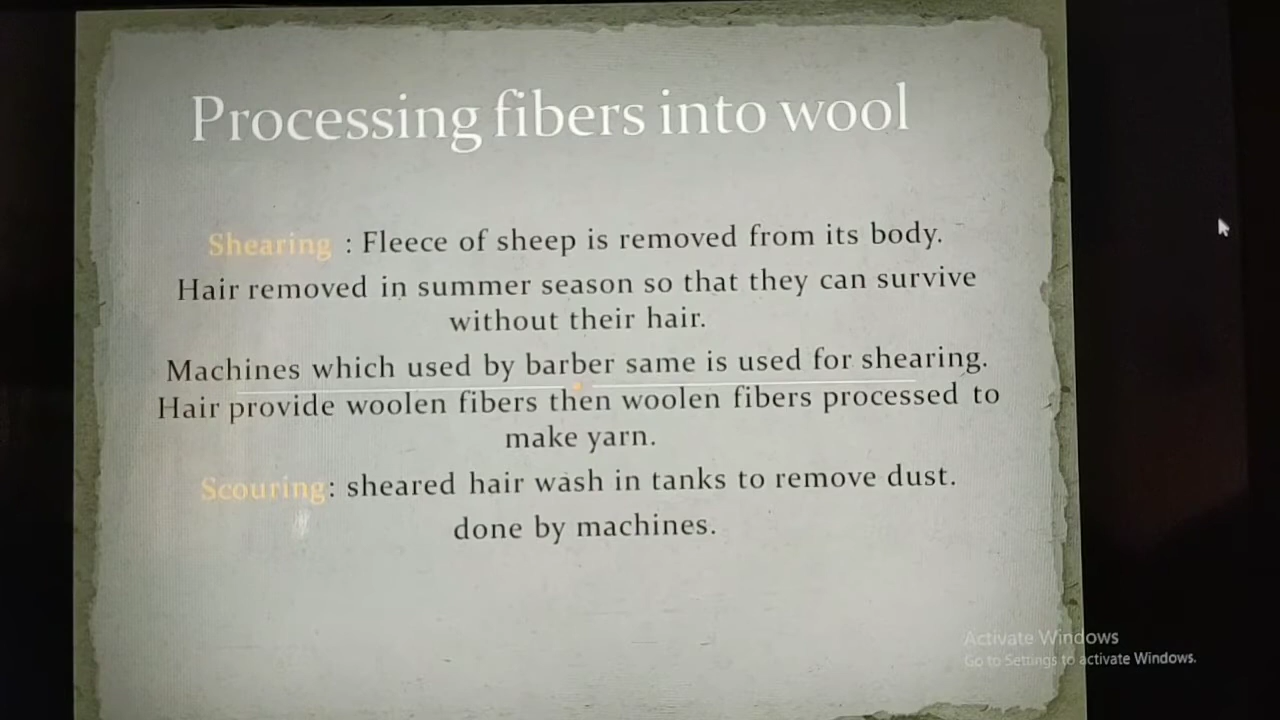 Processing fibers into wool
Shearing : Fleece of sheep is removed from its body.
Hair removed in summer season so that they can survive
without their hair.
Machines which used by barber same is used for shearing.
Hair provide woolen fibers then woolen fibers processed to
make yarn.
Scouring: sheared hair wash in tanks to remove dust.
done by machines.
Activate Windows
Go to Settings to activate Windows.